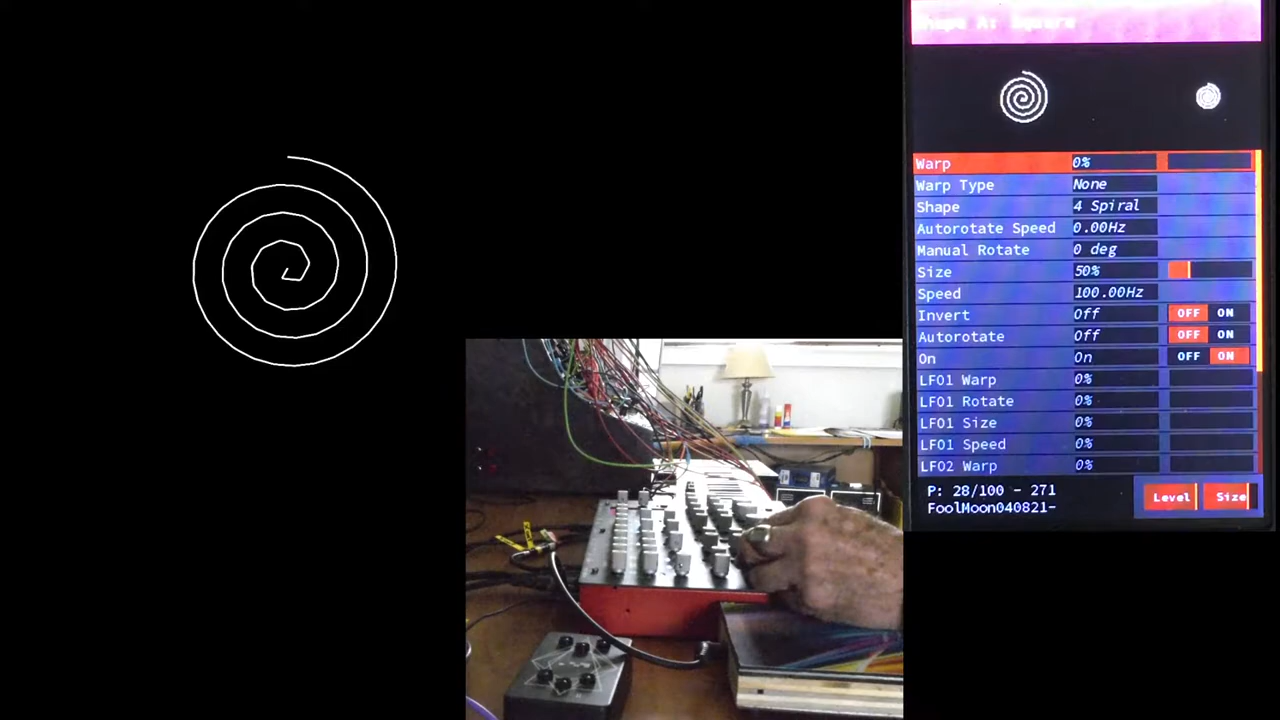 Shape A: Square
Warp 0%
Warp Type None
Shape 4 Spiral
Autorotate Speed 0.00Hz
Manual Rotate 0 deg
Size 50%
Speed 100.00Hz
Invert Off OFF ON
Autorotate Off OFF ON
On On OFF ON
LFO1 Warp 0%
LFO1 Rotate 0%
LFO1 Size 0%
LFO1 Speed 0%
LFO2 Warp 0%
P: 28/100 - 271 Level Size
FoolMoon040821-